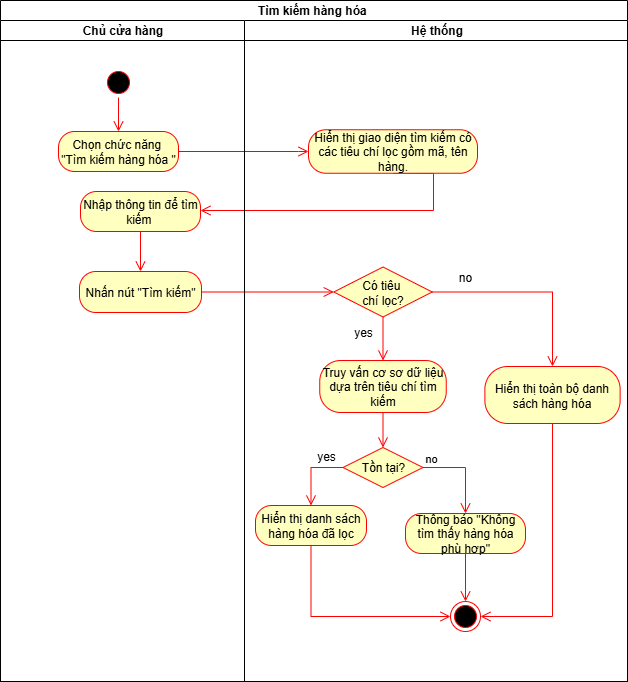 Tìm kiếm hàng hóa
Chủ cửa hàng
Hệ thống
Chọn chức năng
"Tìm kiếm hàng hóa "
Hiển thị giao diện tìm kiếm có
các tiêu chí lọc gồm mã, tên
hàng.
Nhập thông tin để tìm
kiếm
Nhấn nút "Tìm kiếm"
Có tiêu
chí lọc?
no
yes
Truy vấn cơ sơ dữ liệu
dựa trên tiêu chí tìm
kiếm
Hiển thị toàn bộ danh
sách hàng hóa
Tồn tại?
yes
no
Hiển thị danh sách
hàng hóa đã lọc
Thông báo "Không
tìm thấy hàng hóa
phù hợp"